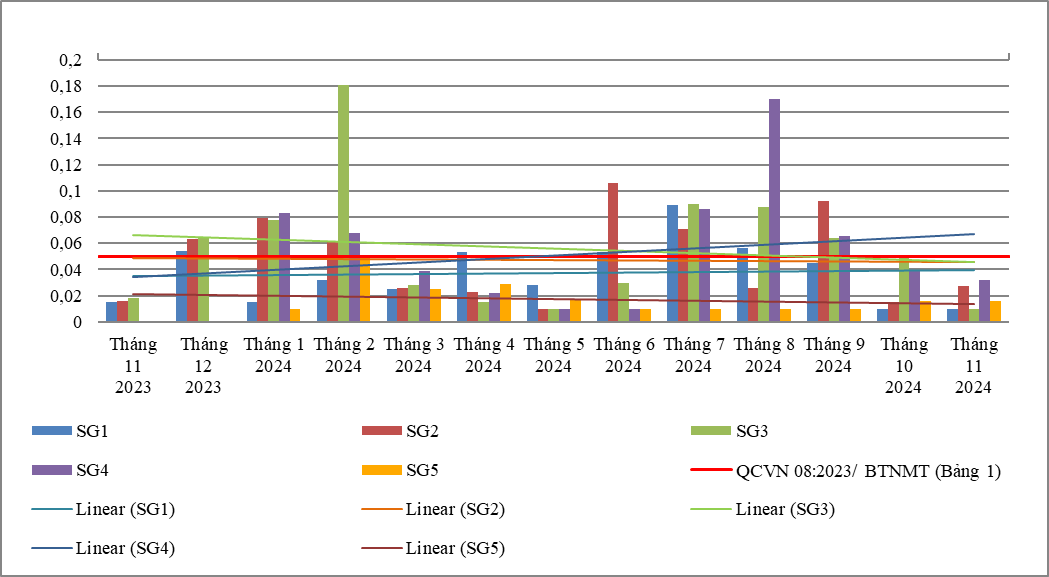 0,2
0,18
0,16
0,14
0,12
0,1
0,08
0,06
0,04
0,02
0
Tháng 11 2023
Tháng 12 2023
Tháng 1 2024
Tháng 2 2024
Tháng 3 2024
Tháng 4 2024
Tháng 5 2024
Tháng 6 2024
Tháng 7 2024
Tháng 8 2024
Tháng 9 2024
Tháng 10 2024
Tháng 11 2024
SG1
SG2
SG3
SG4
SG5
QCVN 08:2023/ BTNMT (Bảng 1)
Linear (SG1)
Linear (SG2)
Linear (SG3)
Linear (SG4)
Linear (SG5)